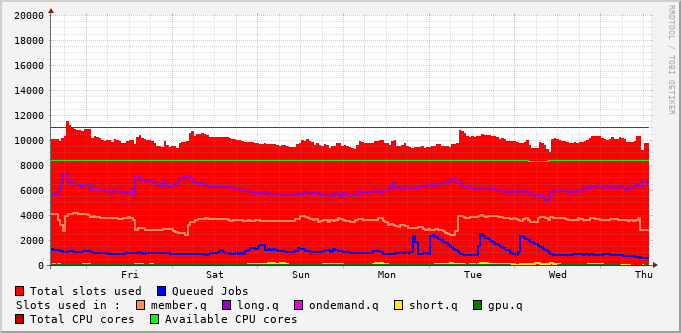 20000
18000
16000
14000
12000
10000
8000
6000
4000
2000
0
Fri Sat Sun Mon Tue Wed Thu
Total slots used Queued Jobs
Slots used in : member.q long.q ondemand.q short.q gpu.q
Total CPU cores Available CPU cores
RRDTOOL / TOBI OETIKER